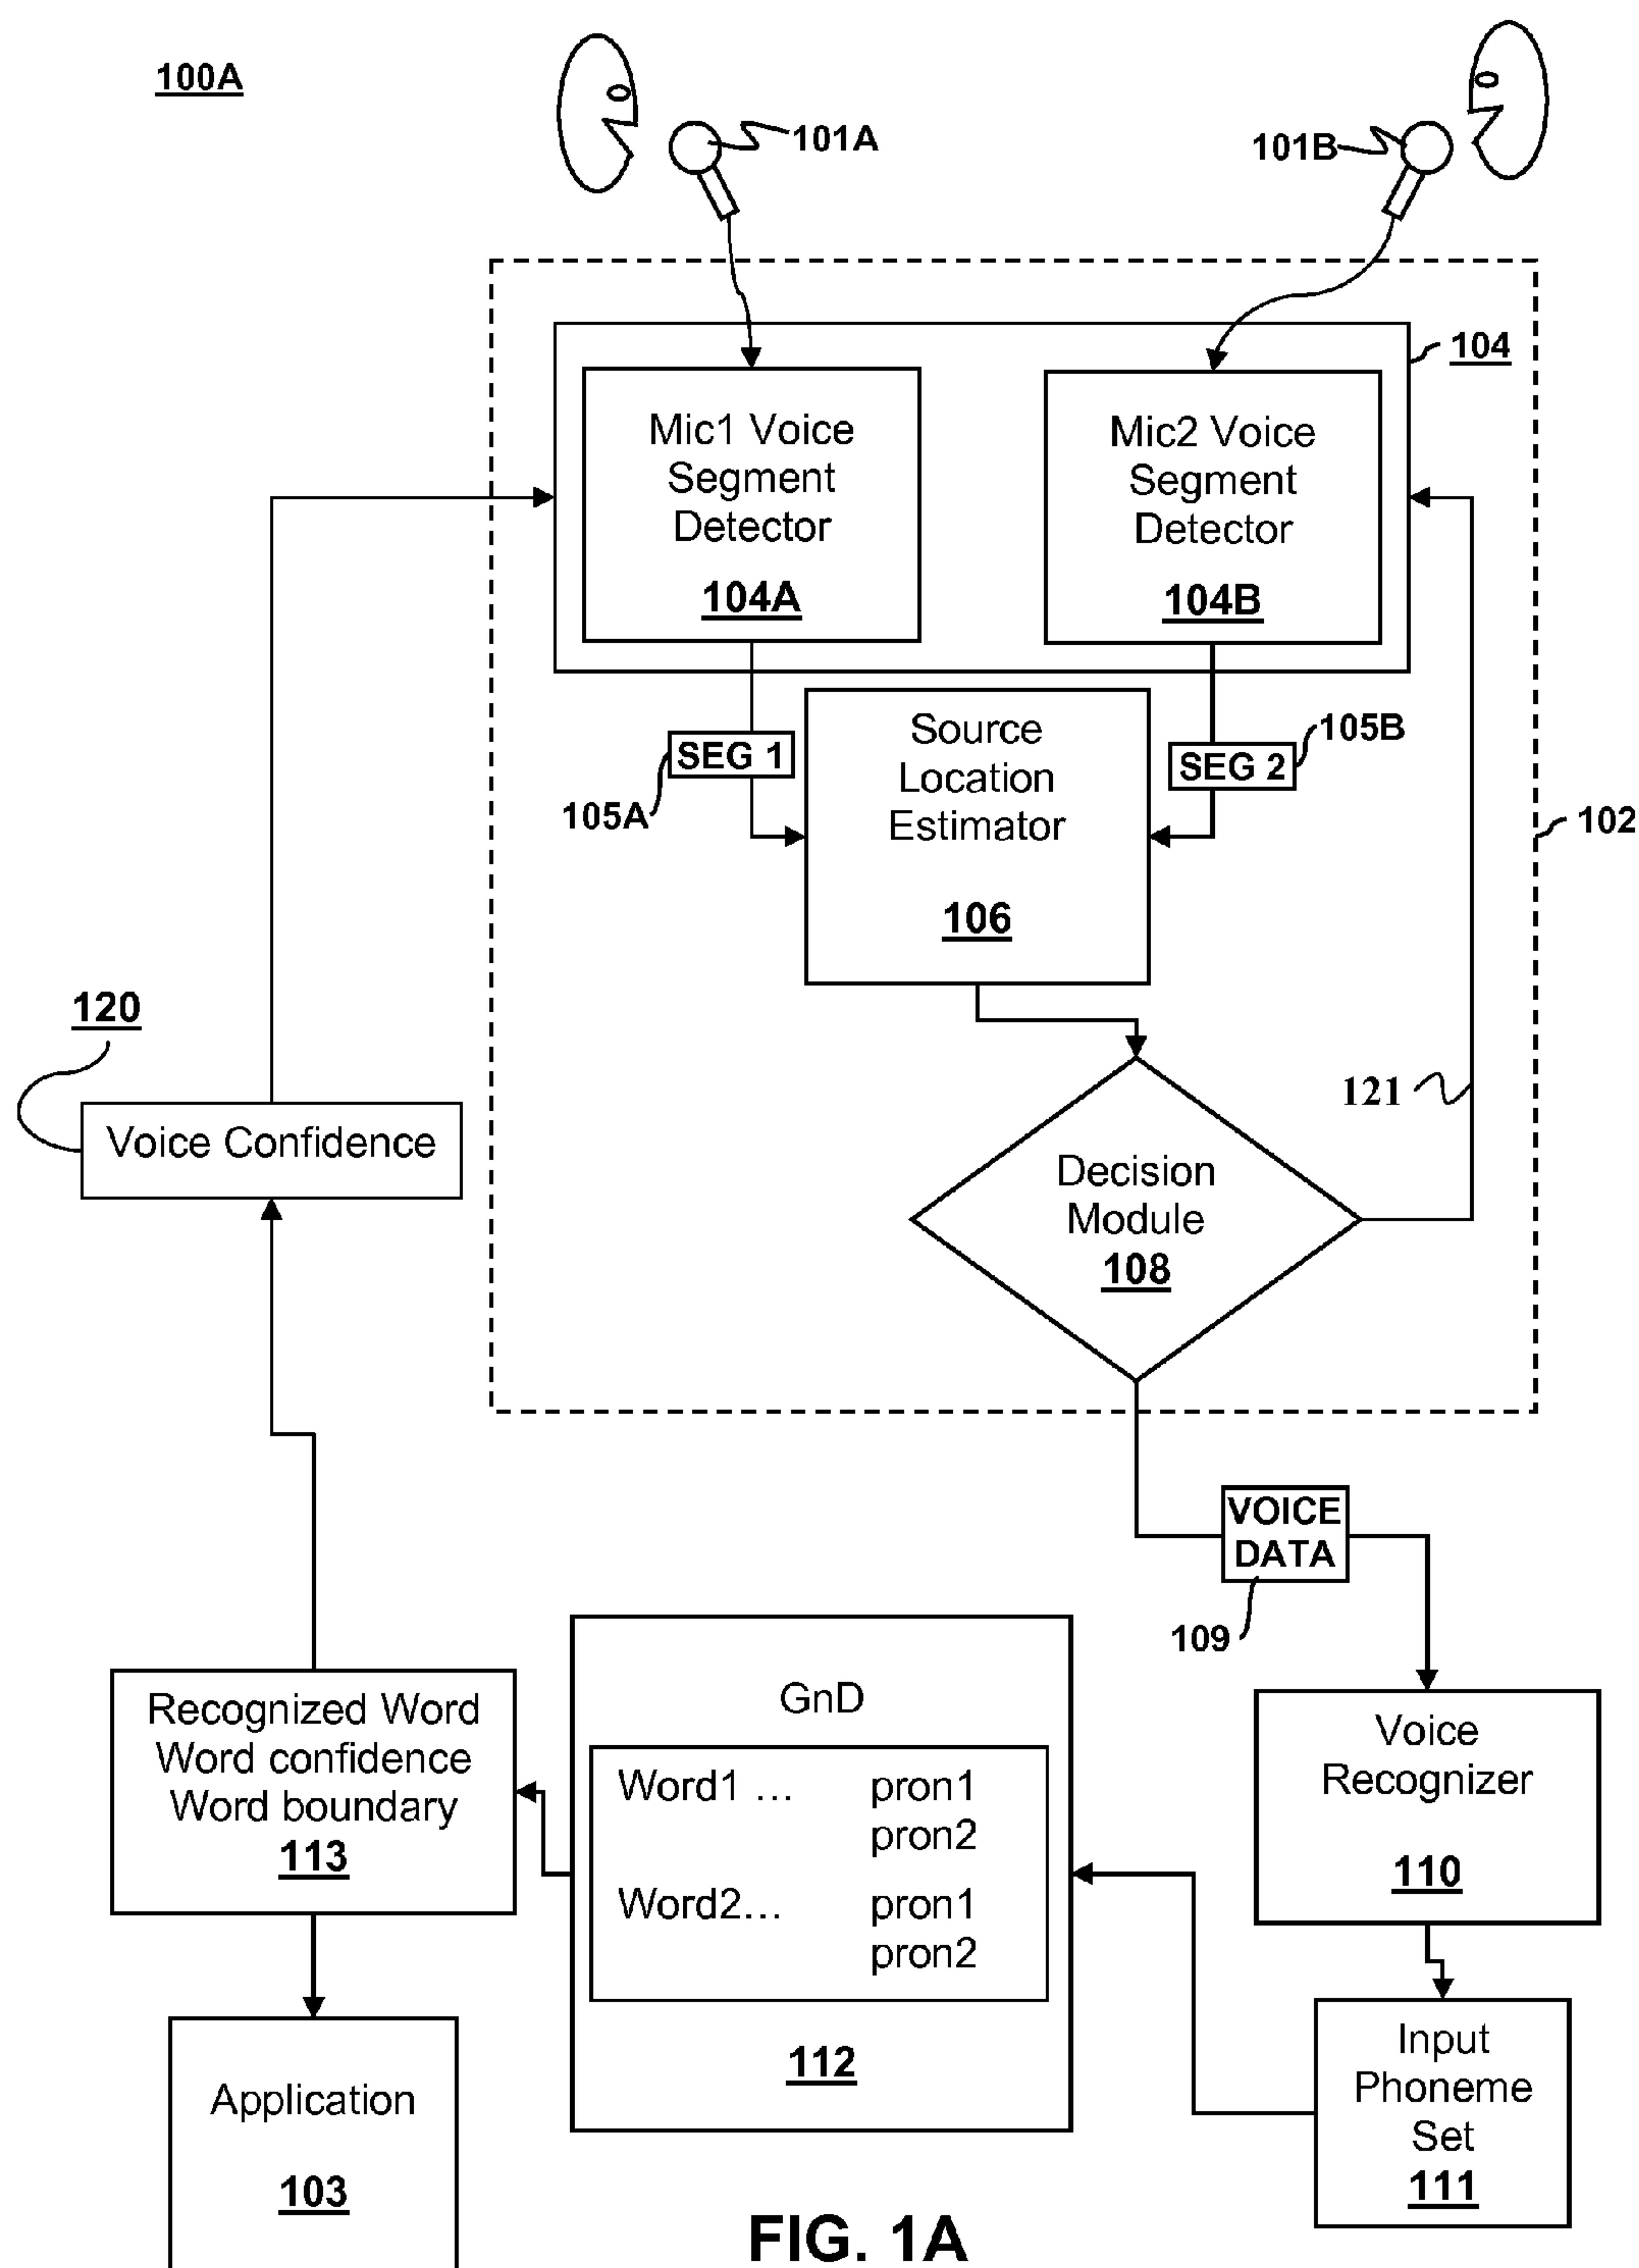 100A
101A
101B
104
Mic1 Voice
Segment
Detector
104A
Mic2 Voice
Segment
Detector
104B
SEG 1
105A
Source
Location
Estimator
106
105B
SEG 2
102
120
Voice Confidence
121
Decision
Module
108
VOICE
DATA
109
Recognized Word
Word confidence
Word boundary
113
GnD
Word1 ... pron1
pron2
Word2... pron1
pron2
112
Voice
Recognizer
110
Input
Phoneme
Set
111
Application
103
FIG. 1A